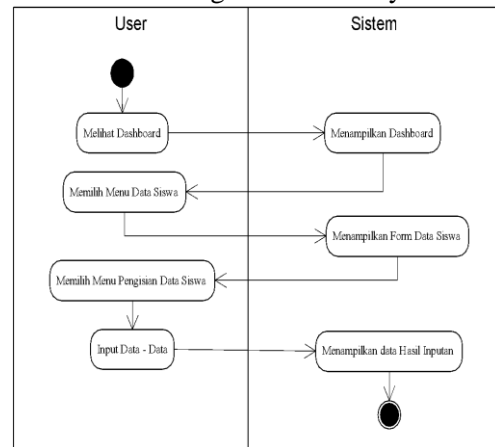 User Sistem
Melihat Dashboard Menampilkan Dashboard
Memilih Menu Data Siswa
Menampilkan Form Data Siswa
Memilih Menu Pengisian Data Siswa
Input Data - Data Menampilkan data Hasil Inputan